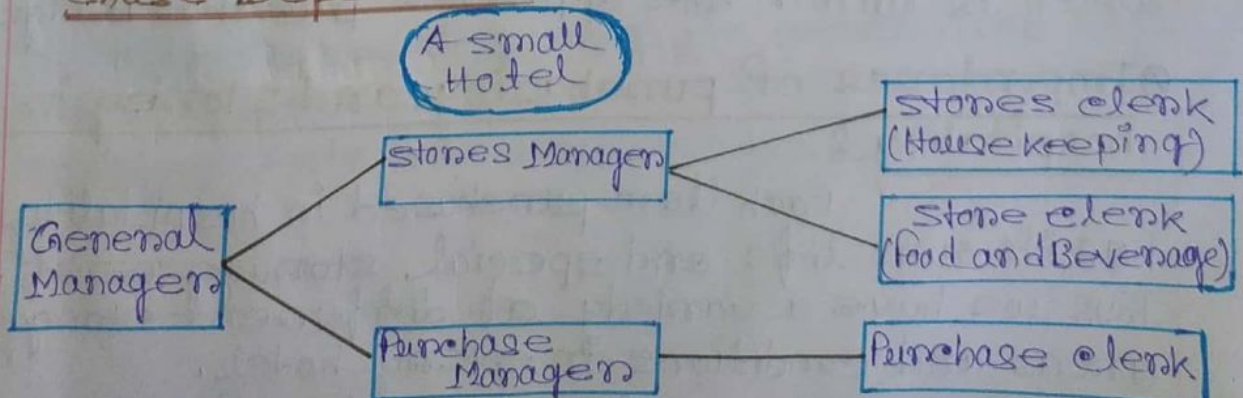 A small
Hotel
Stores Manager
Stores clerk
(Housekeeping)
Store clerk
(Food and Beverage)
General
Manager
Purchase
Manager
Purchase clerk